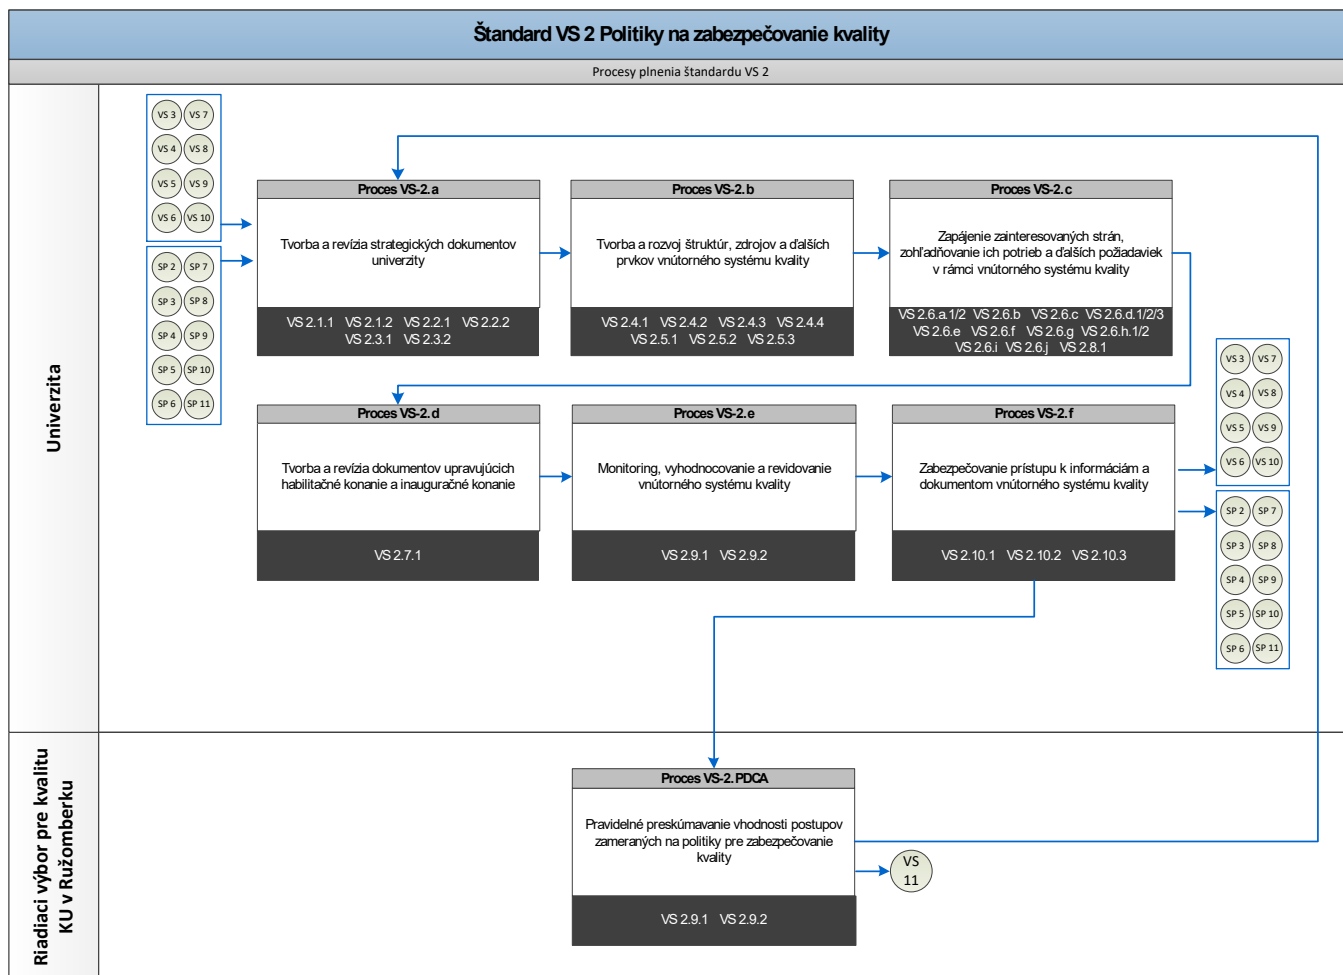 Štandard VS 2 Politiky na zabezpečovanie kvality
Procesy plnenia štandardu VS 2
Univerzita
VS 3 VS 7
VS 4 VS 8
VS 5 VS 9
VS 6 VS 10
SP 2 SP 7
SP 3 SP 8
SP 4 SP 9
SP 5 SP 10
SP 6 SP 11
Proces VS-2. a
Tvorba a revízia strategických dokumentov
univerzity
VS 2.1.1 VS 2.1.2 VS 2.2.1 VS 2.2.2
VS 2.3.1 VS 2.3.2
Proces VS-2. b
Tvorba a rozvoj štruktúr, zdrojov a ďalších
prvkov vnútorného systému kvality
VS 2.4.1 VS 2.4.2 VS 2.4.3 VS 2.4.4
VS 2.5.1 VS 2.5.2 VS 2.5.3
Proces VS-2. c
Zapájenie zainteresovaných strán,
zohľadňovanie ich potrieb a ďalších požiadaviek
v rámci vnútorného systému kvality
VS 2.6.a.1/2 VS 2.6.b VS 2.6.c VS 2.6.d.1/2/3
VS 2.6.e VS 2.6.f VS 2.6.g VS 2.6.h.1/2
VS 2.6.i VS 2.6.j VS 2.8.1
Proces VS-2. d
Tvorba a revízia dokumentov upravujúcich
habilitačné konanie a inauguračné konanie
VS 2.7.1
Proces VS-2. e
Monitoring, vyhodnocovanie a revidovanie
vnútorného systému kvality
VS 2.9.1 VS 2.9.2
Proces VS-2. f
Zabezpečovanie prístupu k informáciám a
dokumentom vnútorného systému kvality
VS 2.10.1 VS 2.10.2 VS 2.10.3
VS 3 VS 7
VS 4 VS 8
VS 5 VS 9
VS 6 VS 10
SP 2 SP 7
SP 3 SP 8
SP 4 SP 9
SP 5 SP 10
SP 6 SP 11
Riadiaci výbor pre kvalitu
KU v Ružomberku
Proces VS-2. PDCA
Pravidelné preskúmavanie vhodnosti postupov
zameraných na politiky pre zabezpečovanie
kvality
VS 2.9.1 VS 2.9.2
VS
11